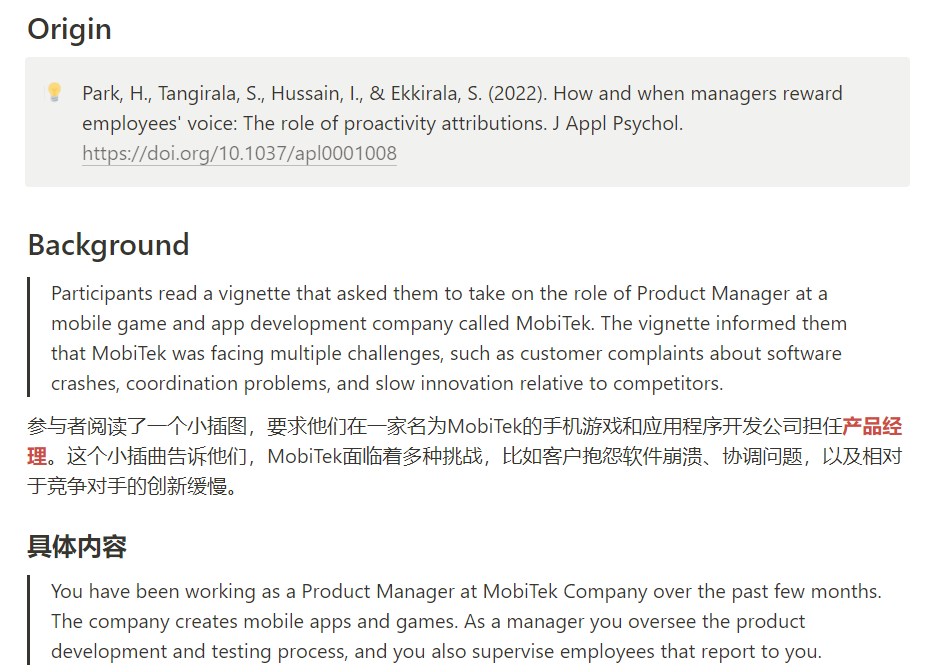 Origin
Park, H., Tangirala, S., Hussain, I., & Ekkirala, S. (2022). How and when managers reward
employees' voice: The role of proactivity attributions. J Appl Psychol.
https://doi.org/10.1037/apl0001008
Background
Participants read a vignette that asked them to take on the role of Product Manager at a
mobile game and app development company called MobiTek. The vignette informed them
that MobiTek was facing multiple challenges, such as customer complaints about software
crashes, coordination problems, and slow innovation relative to competitors.
参与者阅读了一个小插图，要求他们在一家名为MobiTek的手机游戏和应用程序开发公司担任产品经
理。这个小插曲告诉他们，MobiTek面临着多种挑战，比如客户抱怨软件崩溃、协调问题，以及相对
于竞争对手的创新缓慢。
具体内容
You have been working as a Product Manager at MobiTek Company over the past few months.
The company creates mobile apps and games. As a manager you oversee the product
development and testing process, and you also supervise employees that report to you.